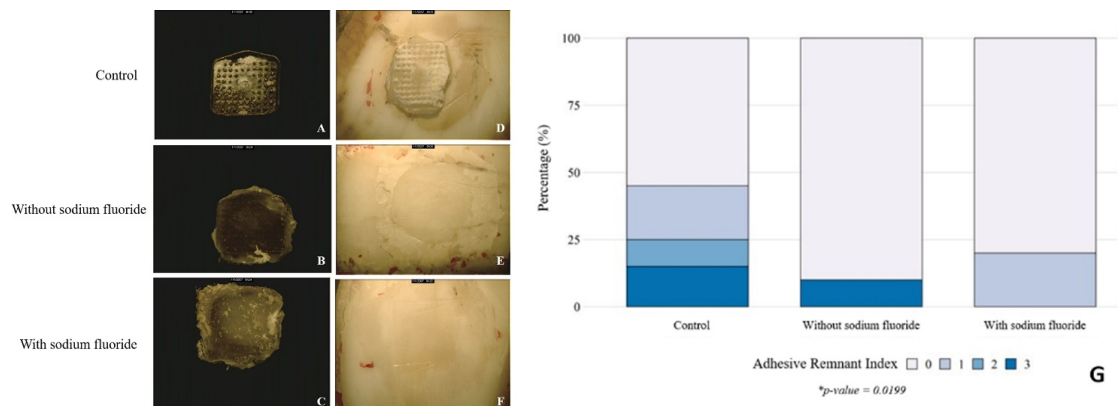 Control
A
D
Without sodium fluoride
B
E
With sodium fluoride
C
F
Percentage (%)
100
75
50
25
0
Control Without sodium fluoride With sodium fluoride
Adhesive Remnant Index 0 1 2 3
*p-value = 0.0199
G